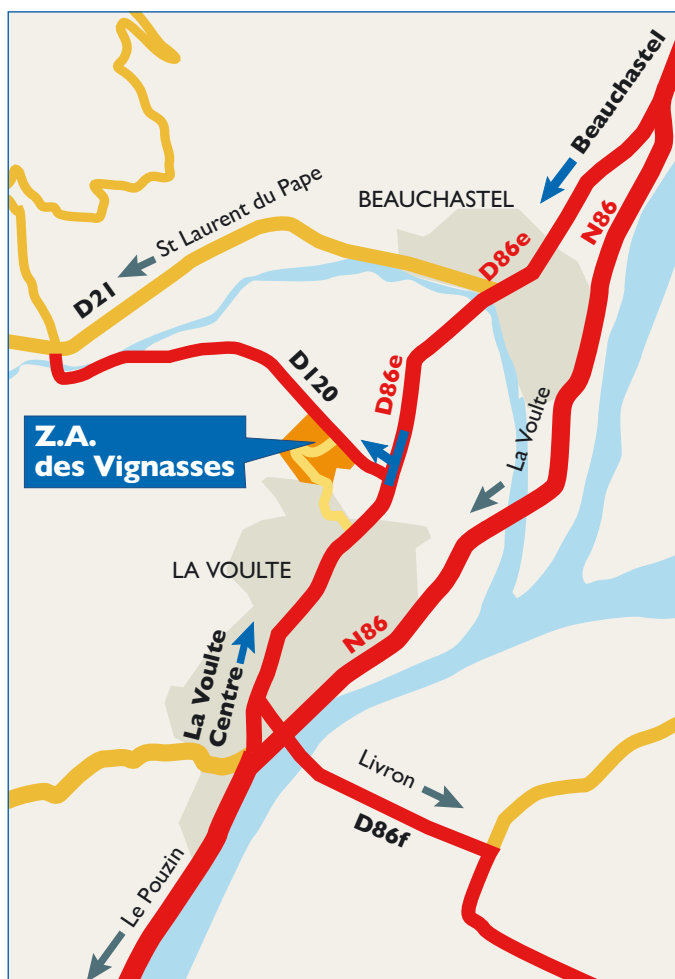 Beauchastel
BEAUCHASTEL
St Laurent du Pape
N86
D86e
D21
D120
D86e
Z.A.
des Vignasses
La Voulte
LA VOULTE
N86
La Voulte
Centre
Livron
D86f
Le Pouzin